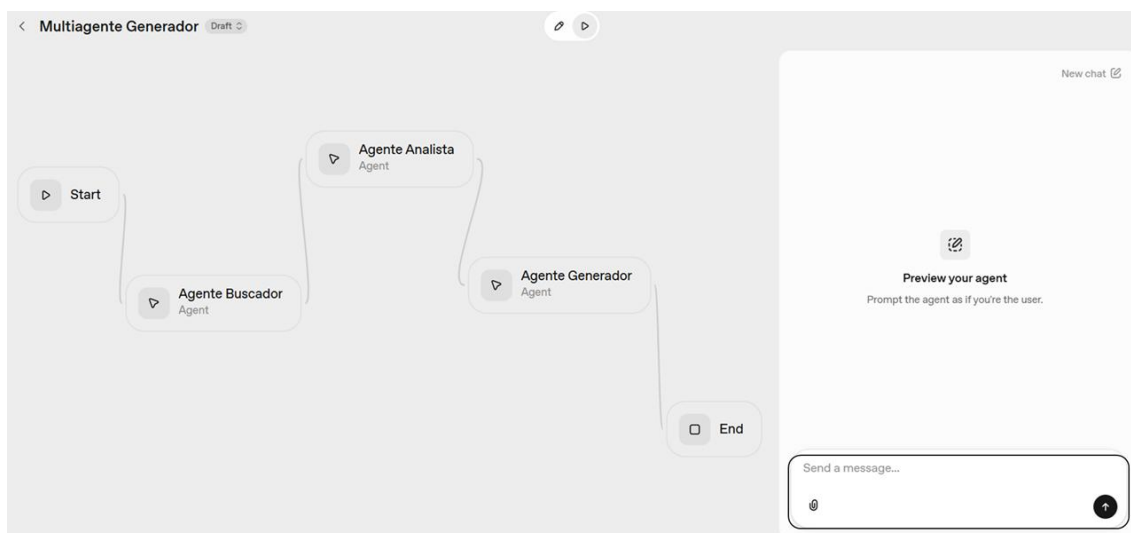 Multiagente Generador Draft
New chat
Agente Analista
Agent
Start
Agente Buscador
Agent
Agente Generador
Agent
Preview your agent
Prompt the agent as if you're the user.
End
Send a message...